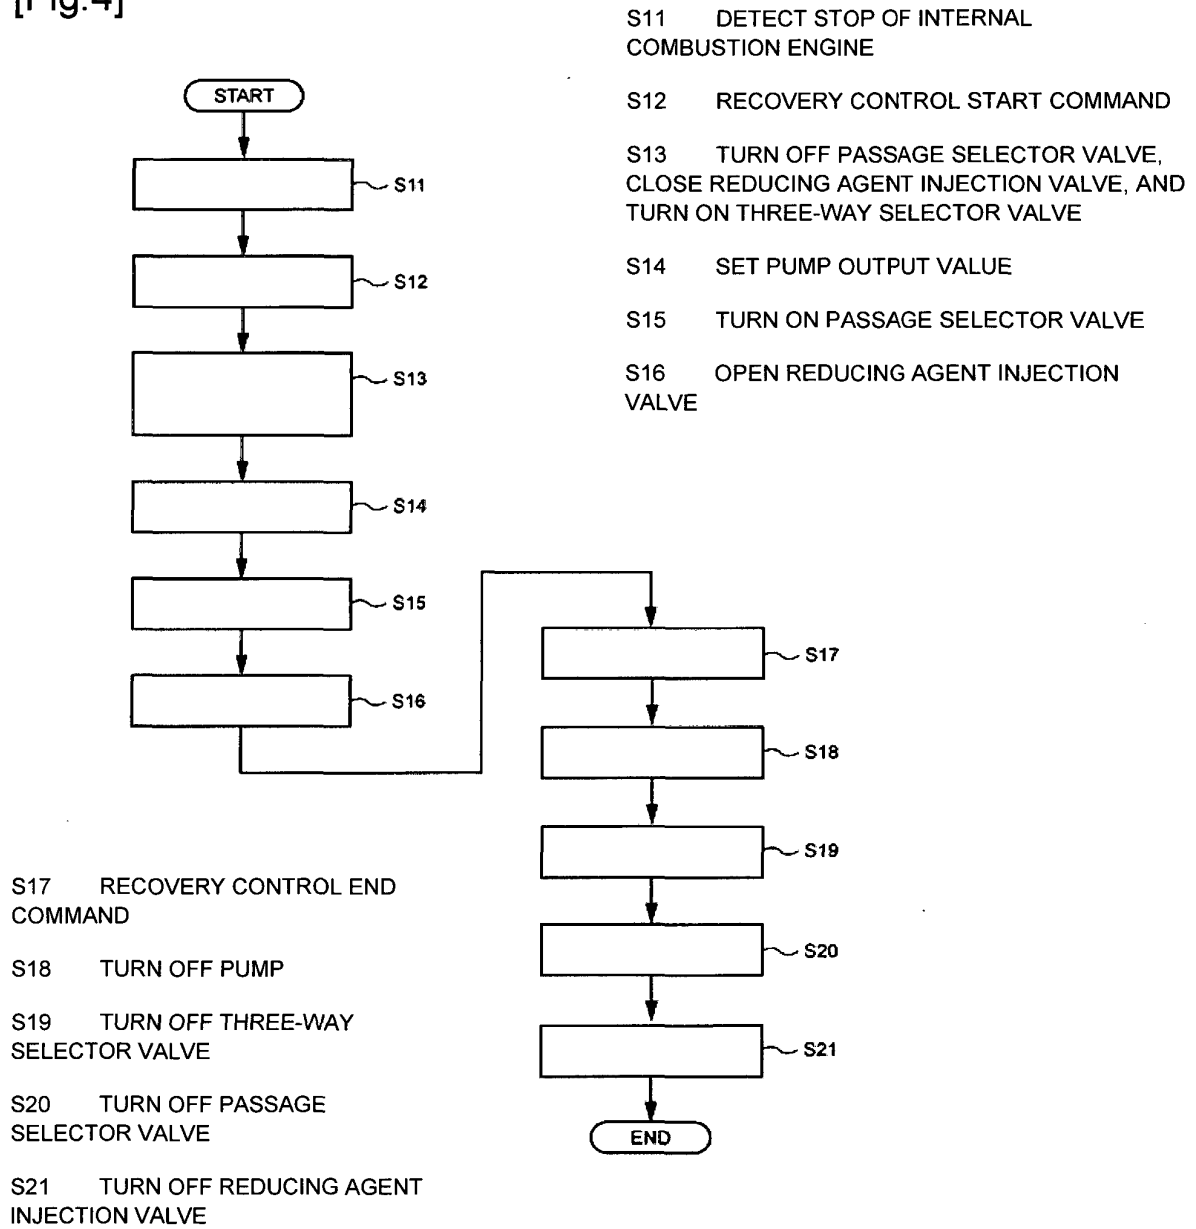 [Fig.4]
S11 DETECT STOP OF INTERNAL
COMBUSTION ENGINE
S12 RECOVERY CONTROL START COMMAND
S13 TURN OFF PASSAGE SELECTOR VALVE,
CLOSE REDUCING AGENT INJECTION VALVE, AND
TURN ON THREE-WAY SELECTOR VALVE
S14 SET PUMP OUTPUT VALUE
S15 TURN ON PASSAGE SELECTOR VALVE
S16 OPEN REDUCING AGENT INJECTION
VALVE
START
S11
S12
S13
S14
S15
S16
S17
S18
S19
S20
S21
END
S17 RECOVERY CONTROL END
COMMAND
S18 TURN OFF PUMP
S19 TURN OFF THREE-WAY
SELECTOR VALVE
S20 TURN OFF PASSAGE
SELECTOR VALVE
S21 TURN OFF REDUCING AGENT
INJECTION VALVE